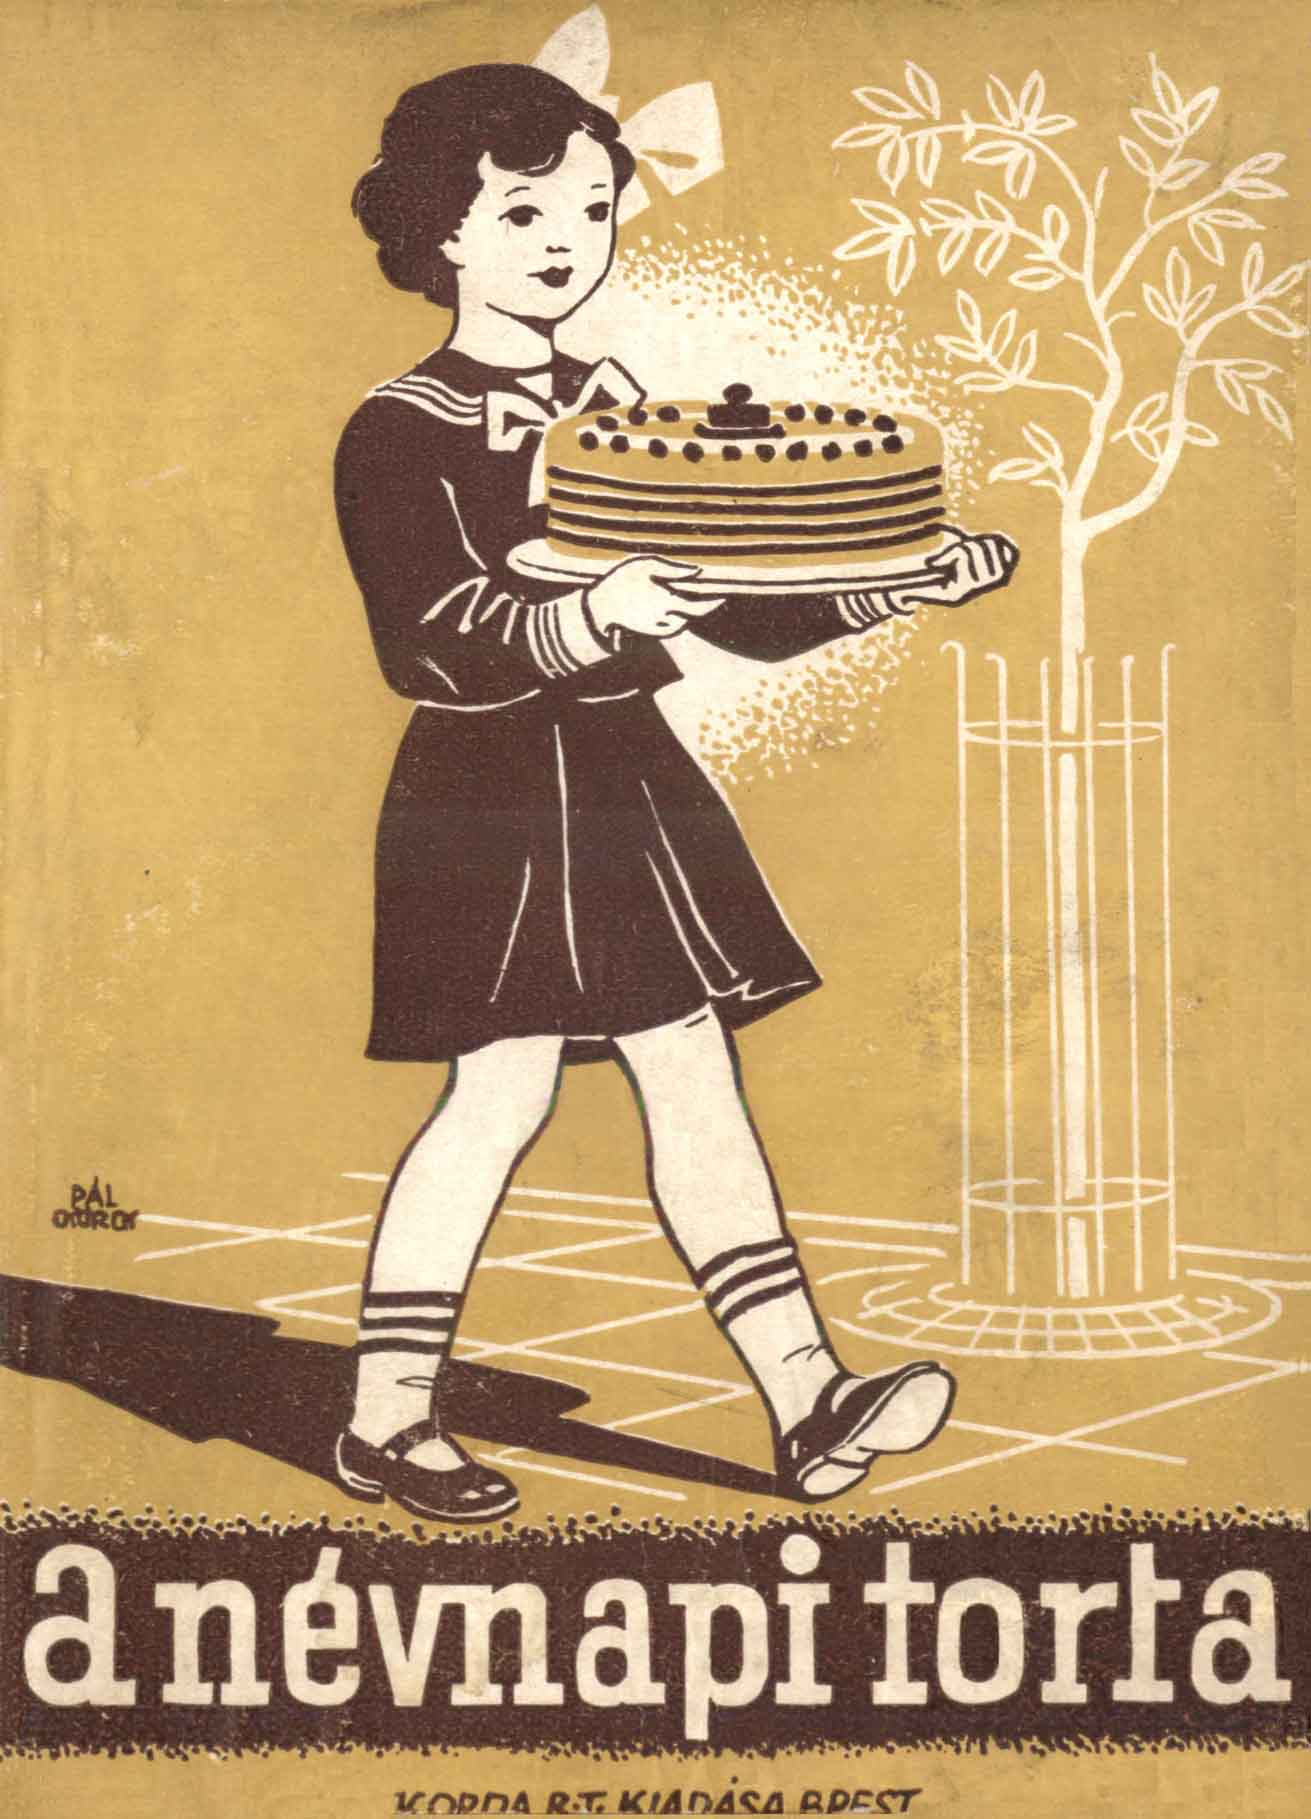 PÁL
GYÖRGY
a névnapi torta
KORDA R·T· KIADÁSA BPEST